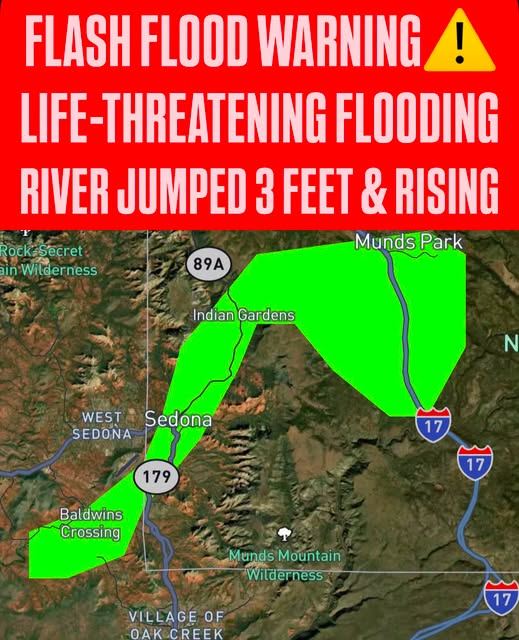 FLASH FLOOD WARNING⚠️
LIFE-THREATENING FLOODING
RIVER JUMPED 3 FEET & RISING
Munds Park
Rock-Secret
ain Wilderness
89A
Indian Gardens
N
WEST
SEDONA
Sedona
17
17
179
Baldwins
Crossing
Munds Mountain
Wilderness
17
VILLAGE OF
OAK CREEK